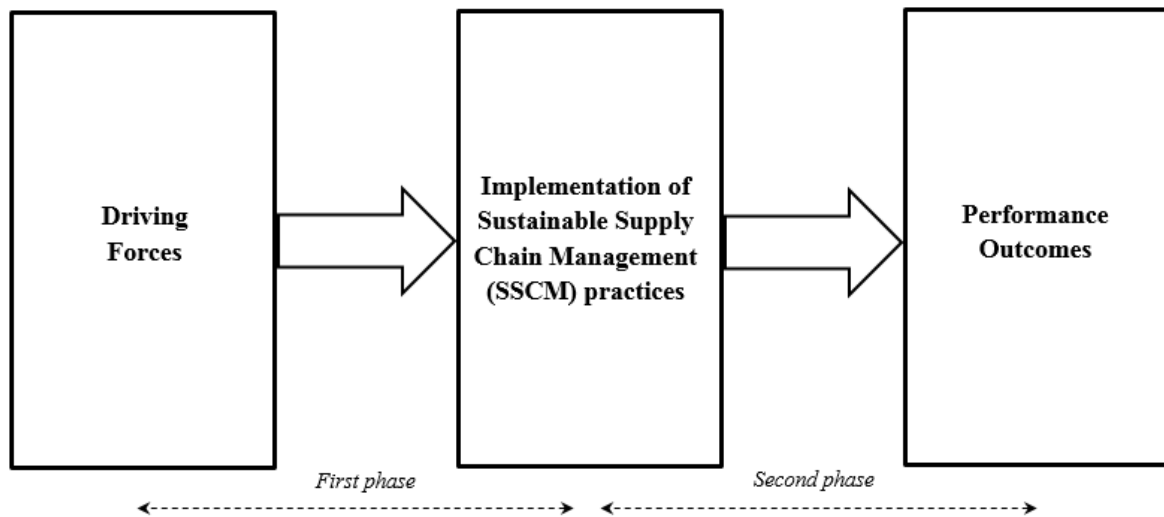 Driving
Forces
Implementation of
Sustainable Supply
Chain Management
(SSCM) practices
Performance
Outcomes
First phase
Second phase